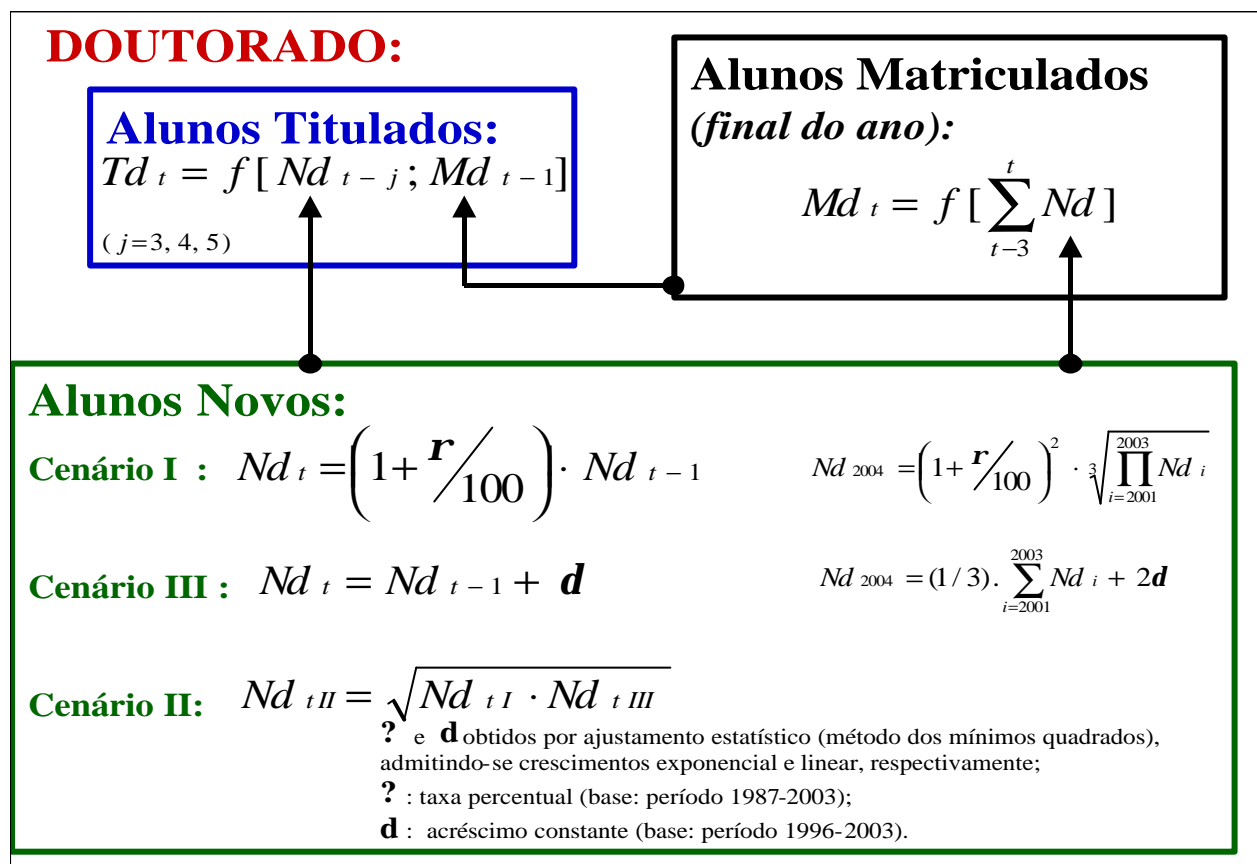 DOUTORADO:
Alunos Titulados:
Td t = f [ Nd t − j ; Md t − 1]
( j=3, 4, 5)
Alunos Matriculados
(final do ano):
Md t = f [ ∑ t−3 t Nd ]
Alunos Novos:
Cenário I : Nd t = (1+ r/100) · Nd t − 1
Nd 2004 = (1+ r/100)² · ∛(∏ i=2001 2003 Nd i)
Cenário III : Nd t = Nd t − 1 + d
Nd 2004 = (1 / 3). ∑ i=2001 2003 Nd i + 2d
Cenário II: Nd t II = √(Nd t I · Nd t III)
? e d obtidos por ajustamento estatístico (método dos mínimos quadrados),
admitindo-se crescimentos exponencial e linear, respectivamente;
? : taxa percentual (base: período 1987-2003);
d : acréscimo constante (base: período 1996-2003).